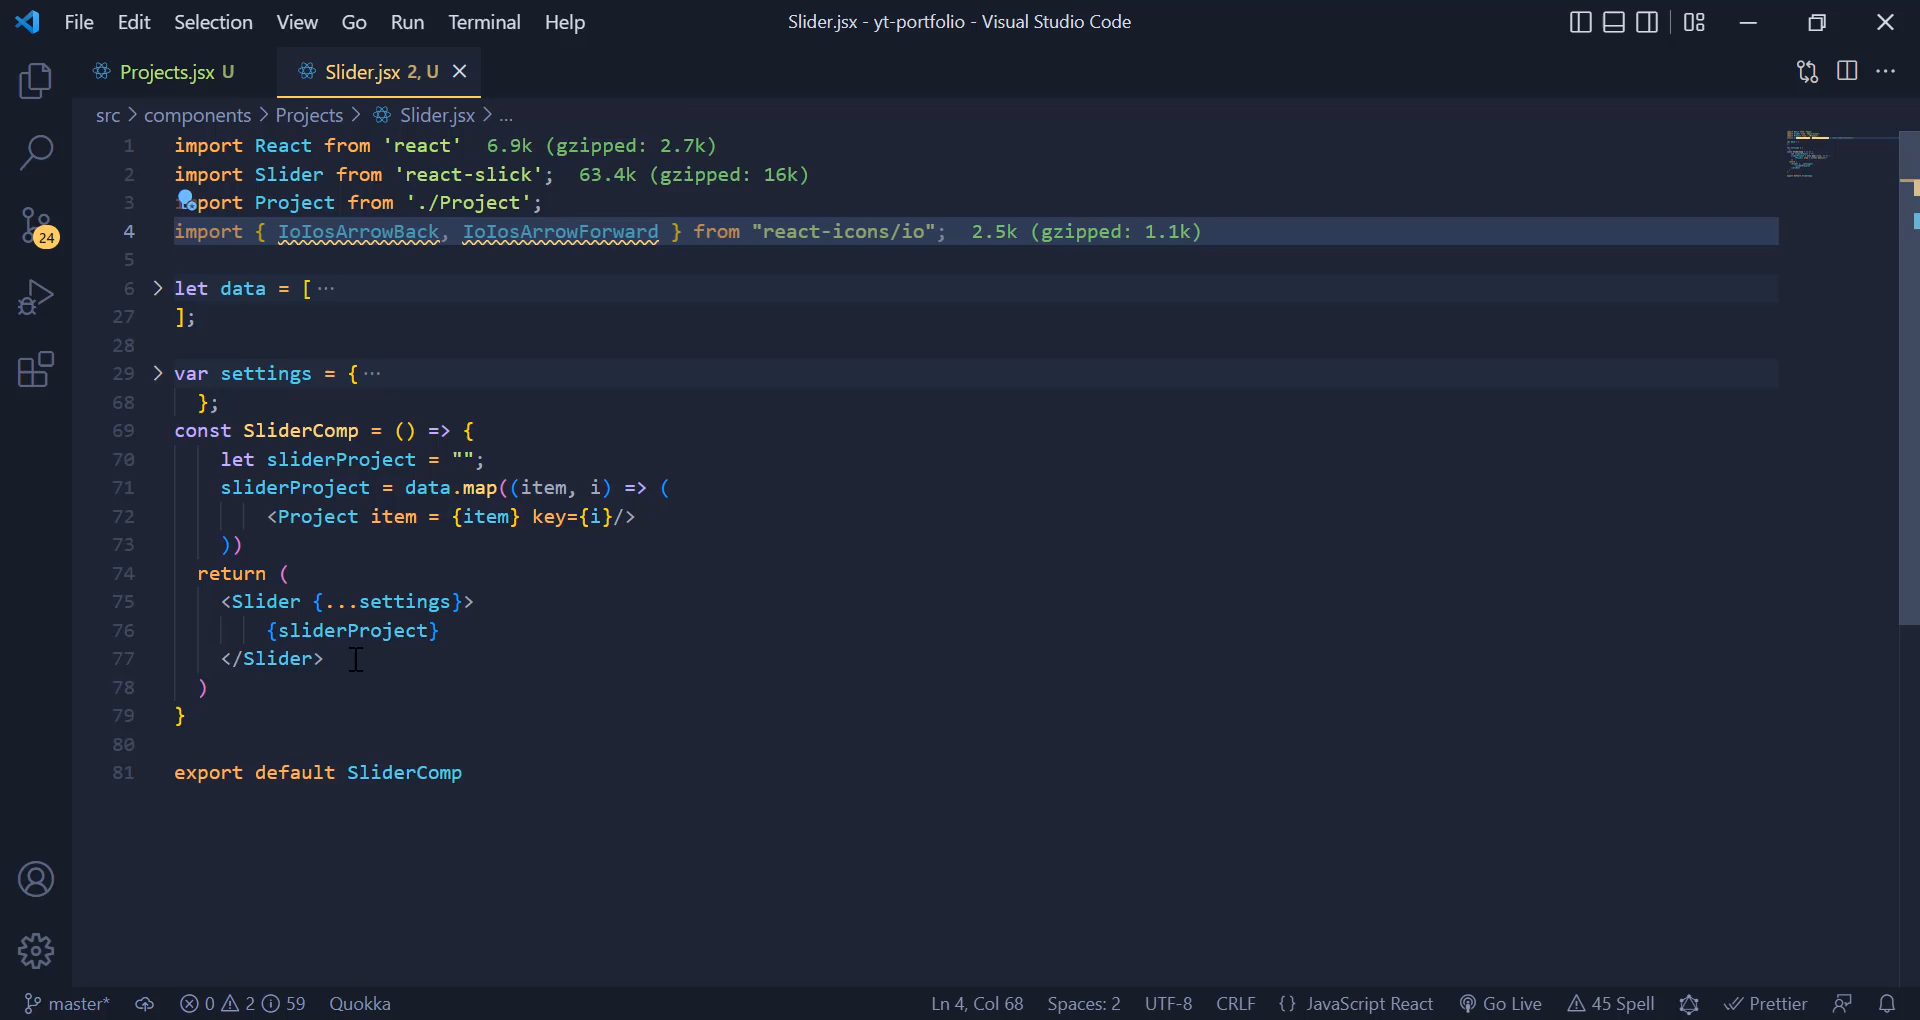 File Edit Selection View Go Run Terminal Help
Slider.jsx - yt-portfolio - Visual Studio Code
Projects.jsx U
Slider.jsx 2, U
src > components > Projects > Slider.jsx > ...
1 import React from 'react' 6.9k (gzipped: 2.7k)
2 import Slider from 'react-slick'; 63.4k (gzipped: 16k)
3 import Project from './Project';
4 import { IoIosArrowBack, IoIosArrowForward } from "react-icons/io"; 2.5k (gzipped: 1.1k)
5
6 let data = [ ...
27 ];
28
29 var settings = { ...
68 };
69 const SliderComp = () => {
70 let sliderProject = "";
71 sliderProject = data.map((item, i) => (
72 <Project item = {item} key={i}/>
73 ))
74 return (
75 <Slider {...settings}>
76 {sliderProject}
77 </Slider>
78 )
79 }
80
81 export default SliderComp
24
master* 0 2 59 Quokka Ln 4, Col 68 Spaces: 2 UTF-8 CRLF {} JavaScript React Go Live 45 Spell Prettier